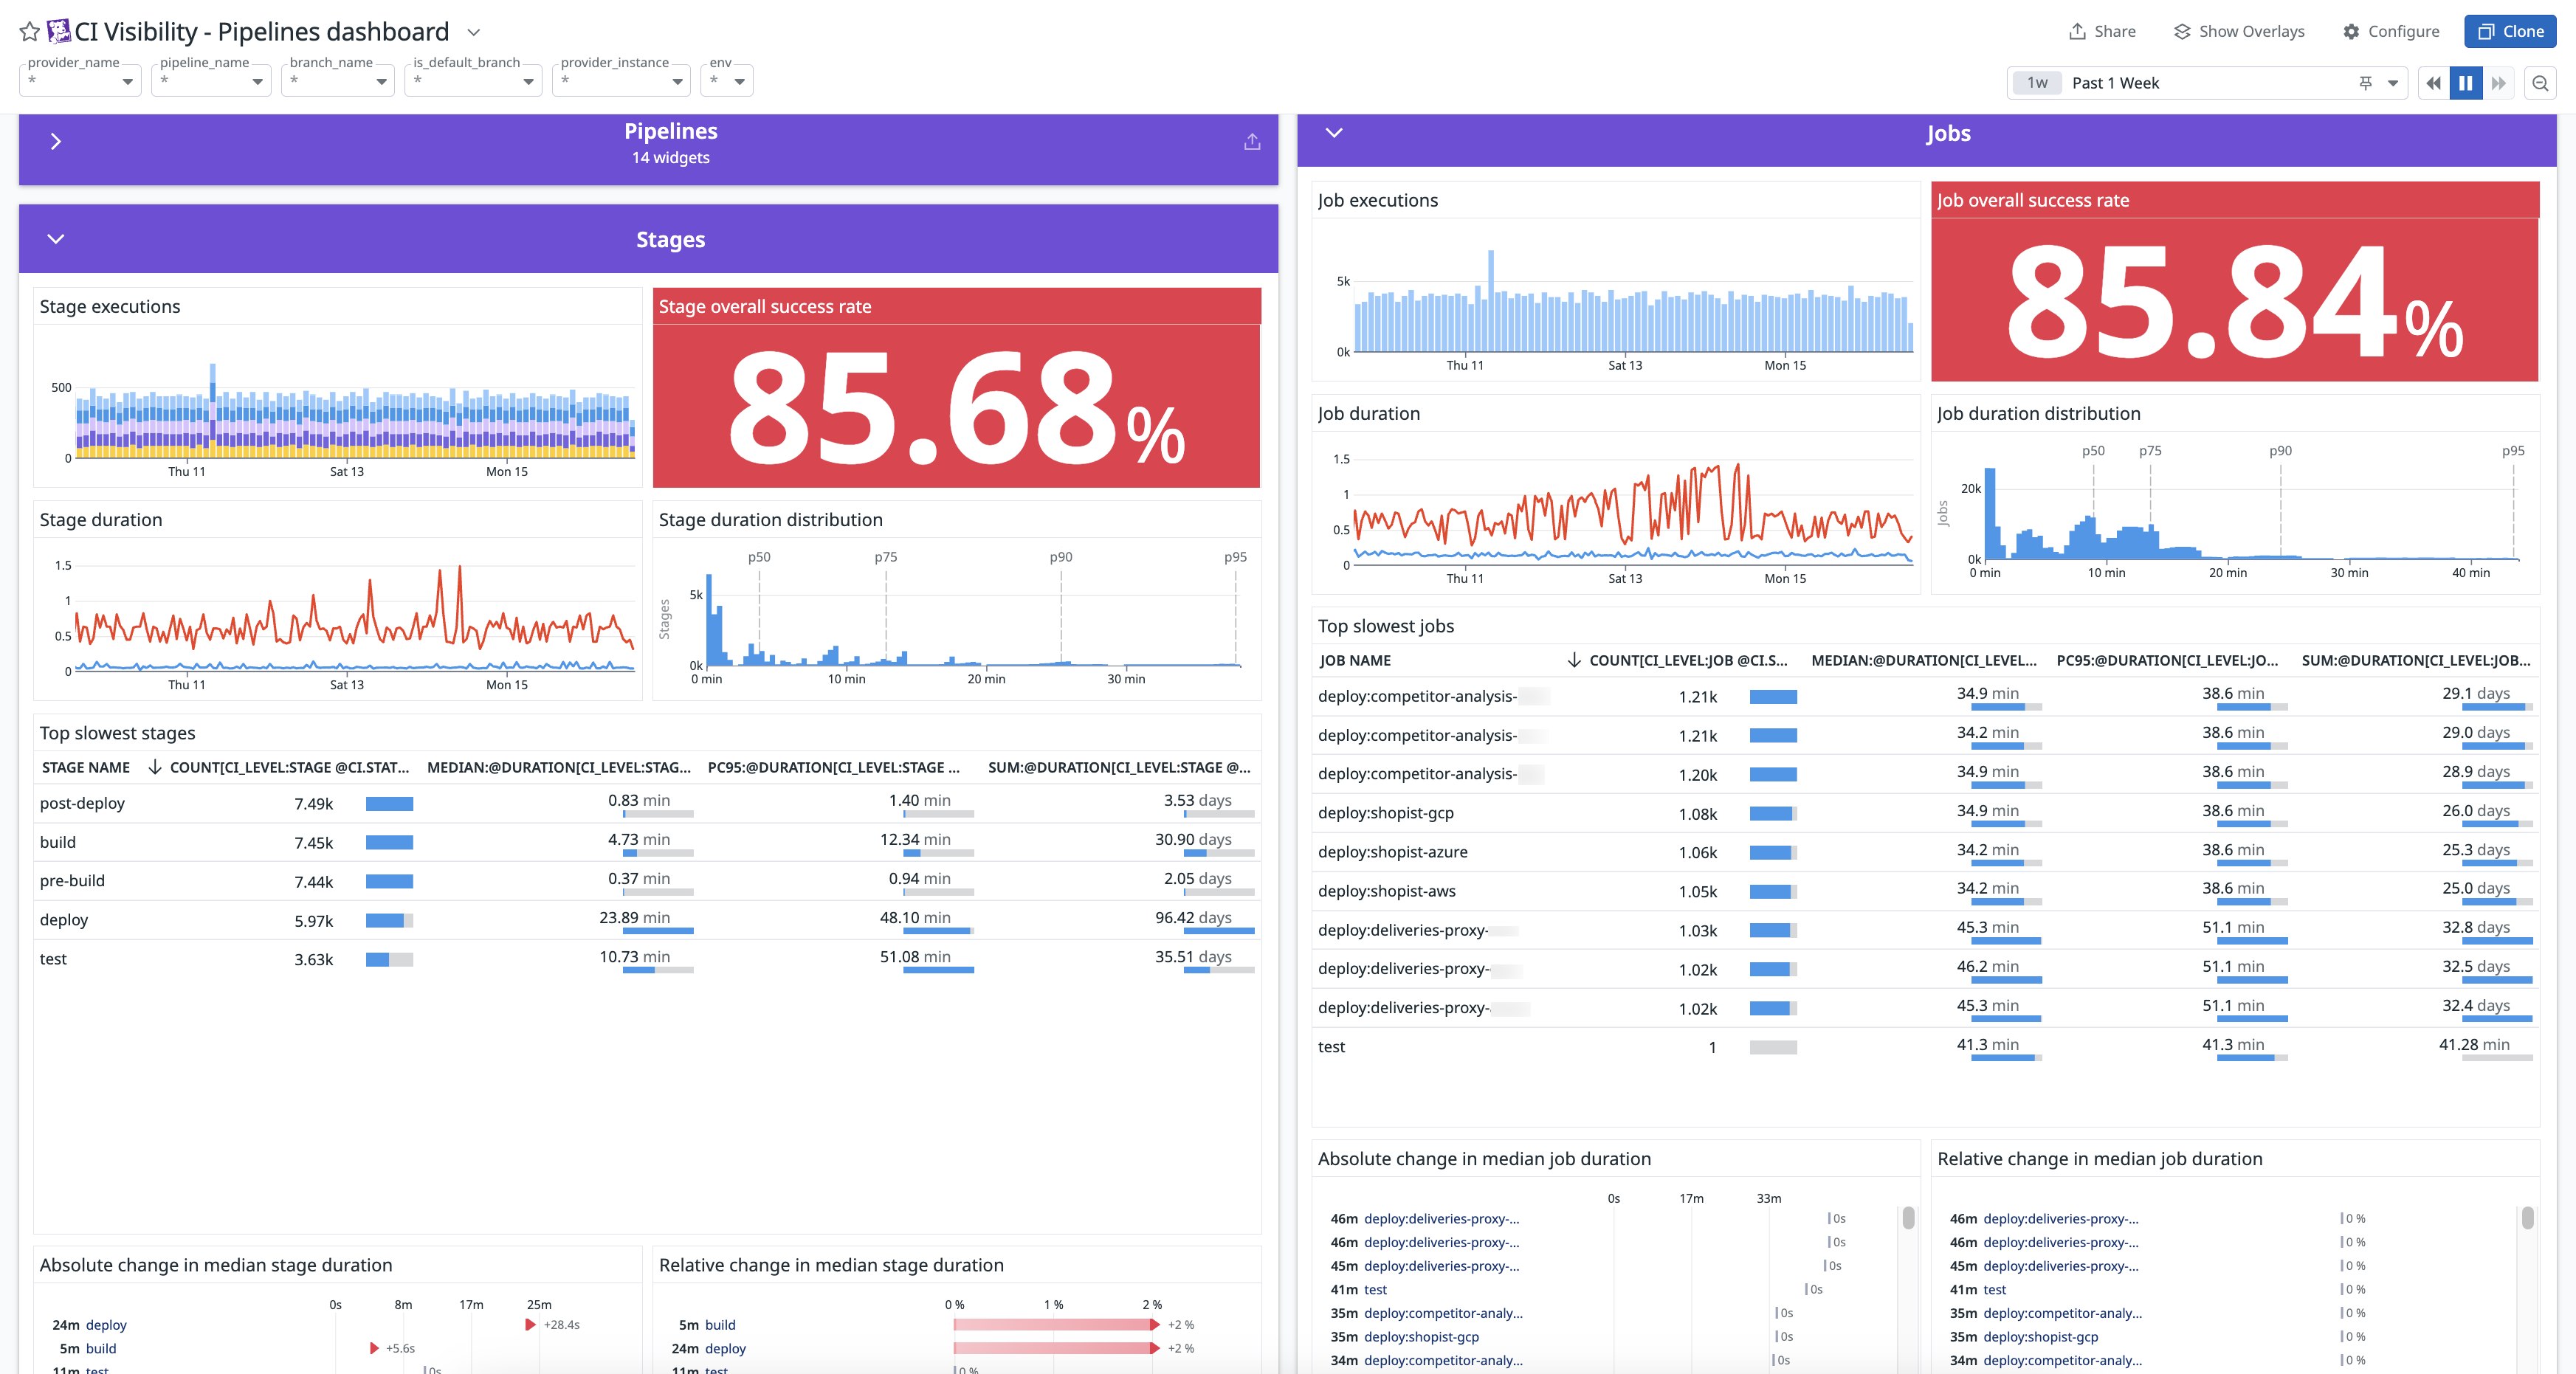 CI Visibility - Pipelines dashboard
Share
Show Overlays
Configure
Clone
provider_name
*
pipeline_name
*
branch_name
*
is_default_branch
*
provider_instance
*
env
*
1w Past 1 Week
Pipelines
14 widgets
Stages
Stage executions
500
0
Thu 11 Sat 13 Mon 15
Stage overall success rate
85.68%
Stage duration
1.5
1
0.5
0
Thu 11 Sat 13 Mon 15
Stage duration distribution
p50 p75 p90 p95
Stages
5k
0k
0 min 10 min 20 min 30 min
Top slowest stages
STAGE NAME COUNT[CI_LEVEL:STAGE @CI.STAT... MEDIAN:@DURATION[CI_LEVEL:STAG... PC95:@DURATION[CI_LEVEL:STAGE ... SUM:@DURATION[CI_LEVEL:STAGE @...
post-deploy 7.49k 0.83 min 1.40 min 3.53 days
build 7.45k 4.73 min 12.34 min 30.90 days
pre-build 7.44k 0.37 min 0.94 min 2.05 days
deploy 5.97k 23.89 min 48.10 min 96.42 days
test 3.63k 10.73 min 51.08 min 35.51 days
Absolute change in median stage duration
0s 8m 17m 25m
24m deploy +28.4s
5m build +5.6s
11m test 0s
Relative change in median stage duration
0 % 1 % 2 %
5m build +2 %
24m deploy +2 %
11m test 0 %
Jobs
Job executions
5k
0k
Thu 11 Sat 13 Mon 15
Job overall success rate
85.84%
Job duration
1.5
1
0.5
0
Thu 11 Sat 13 Mon 15
Job duration distribution
p50 p75 p90 p95
Jobs
20k
0k
0 min 10 min 20 min 30 min 40 min
Top slowest jobs
JOB NAME COUNT[CI_LEVEL:JOB @CI.S... MEDIAN:@DURATION[CI_LEVEL... PC95:@DURATION[CI_LEVEL:JO... SUM:@DURATION[CI_LEVEL:JOB...
deploy:competitor-analysis- 1.21k 34.9 min 38.6 min 29.1 days
deploy:competitor-analysis- 1.21k 34.2 min 38.6 min 29.0 days
deploy:competitor-analysis- 1.20k 34.9 min 38.6 min 28.9 days
deploy:shopist-gcp 1.08k 34.9 min 38.6 min 26.0 days
deploy:shopist-azure 1.06k 34.2 min 38.6 min 25.3 days
deploy:shopist-aws 1.05k 34.2 min 38.6 min 25.0 days
deploy:deliveries-proxy- 1.03k 45.3 min 51.1 min 32.8 days
deploy:deliveries-proxy- 1.02k 46.2 min 51.1 min 32.5 days
deploy:deliveries-proxy- 1.02k 45.3 min 51.1 min 32.4 days
test 1 41.3 min 41.3 min 41.28 min
Absolute change in median job duration
0s 17m 33m
46m deploy:deliveries-proxy-... 0s
46m deploy:deliveries-proxy-... 0s
45m deploy:deliveries-proxy-... 0s
41m test 0s
35m deploy:competitor-analy... 0s
35m deploy:shopist-gcp 0s
34m deploy:competitor-analy... 0s
Relative change in median job duration
46m deploy:deliveries-proxy-... 0 %
46m deploy:deliveries-proxy-... 0 %
45m deploy:deliveries-proxy-... 0 %
41m test 0 %
35m deploy:competitor-analy... 0 %
35m deploy:shopist-gcp 0 %
34m deploy:competitor-analy... 0 %